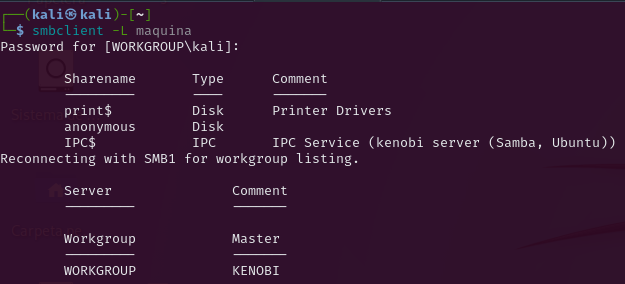 ┌──(kali㉿kali)-[~]
└─$ smbclient -L maquina
Password for [WORKGROUP\kali]:
Sharename Type Comment
--------- ---- -------
print$ Disk Printer Drivers
anonymous Disk
IPC$ IPC IPC Service (kenobi server (Samba, Ubuntu))
Reconnecting with SMB1 for workgroup listing.
Server Comment
--------- -------
Workgroup Master
--------- -------
WORKGROUP KENOBI